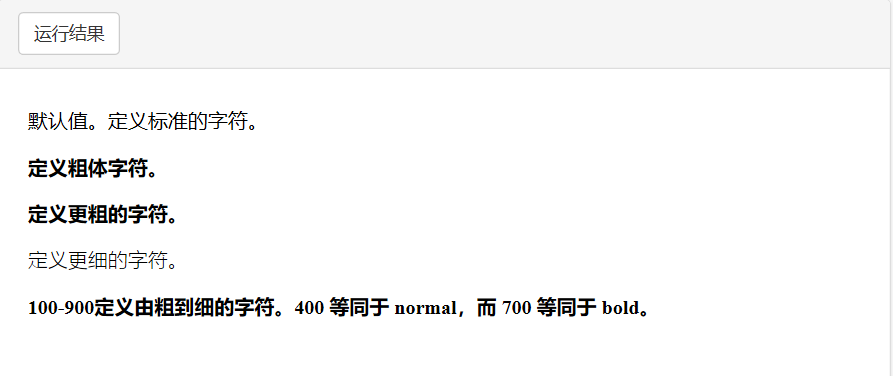 运行结果
默认值。定义标准的字符。
定义粗体字符。
定义更粗的字符。
定义更细的字符。
100-900定义由粗到细的字符。400 等同于 normal，而 700 等同于 bold。